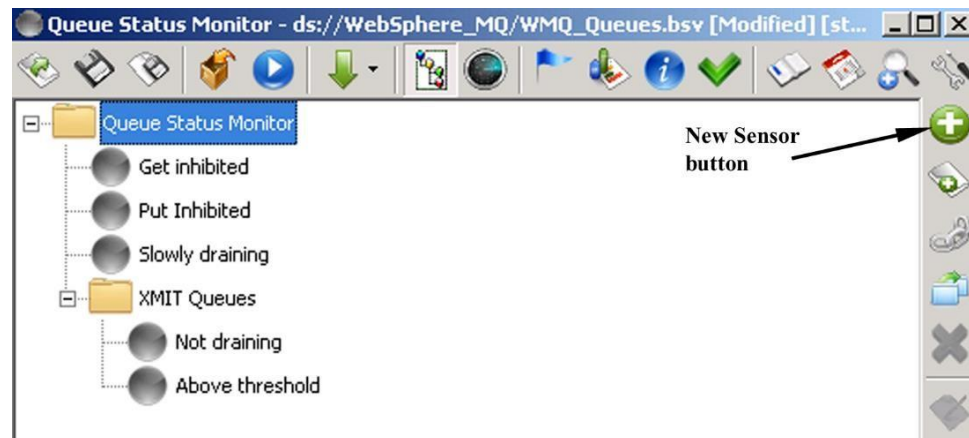 Queue Status Monitor - ds://WebSphere_MQ/WMQ_Queues.bsv [Modified] [st...
Queue Status Monitor
New Sensor
button
Get inhibited
Put Inhibited
Slowly draining
XMIT Queues
Not draining
Above threshold